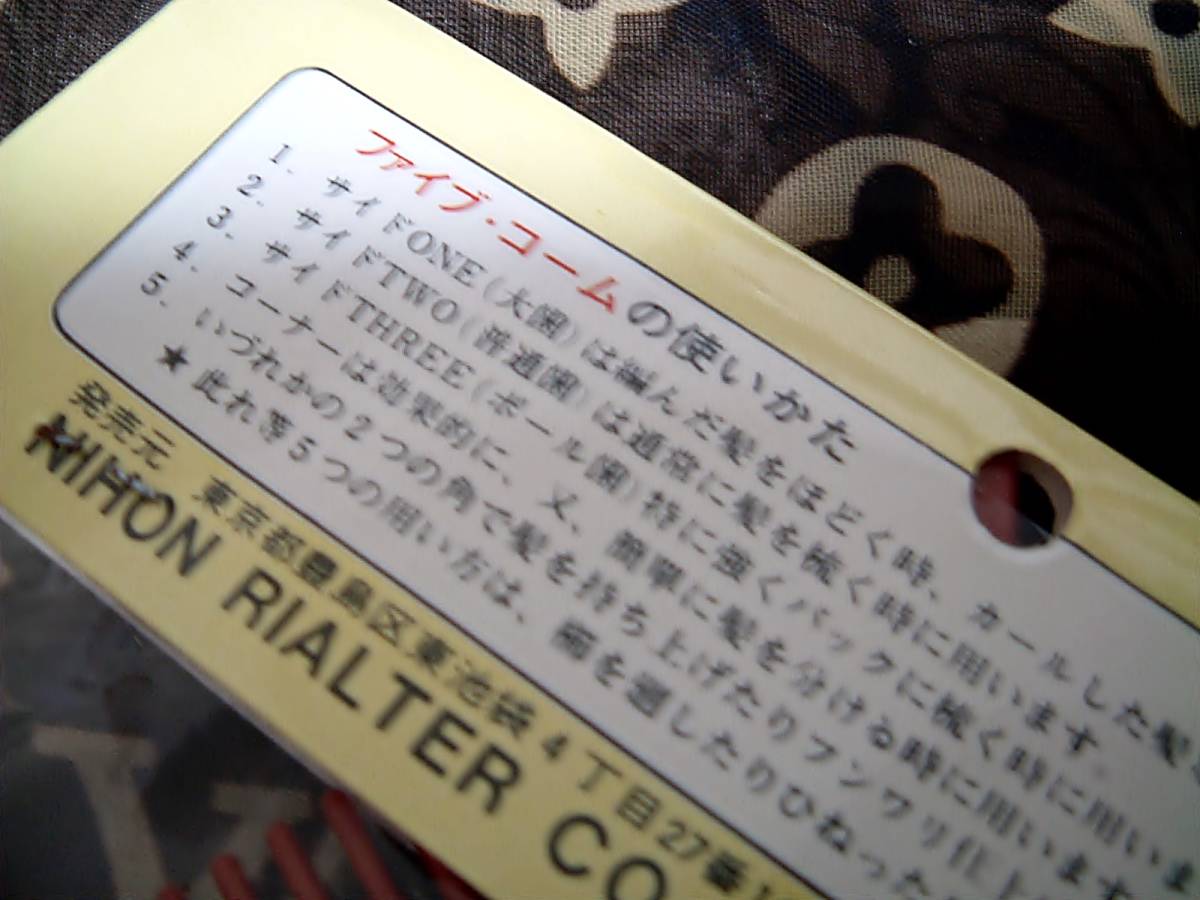 ファイブ・コームの使いかた
1. サイドONE(大歯)は編んだ髪をほどく時、カールした髪
2. サイドTWO(普通歯)は通常に髪を梳く時に用います。
3. サイドTHREE(ボール歯)特に強くバックに梳く時に用いま
4. コーナーは効果的に、又、簡単に髪を分ける時に用います
5. いづれかの2つの角で髪を持ち上げたりフンワリ仕上
★ 此れ等5つの用い方は、櫛を廻したりひねった
発売元 東京都豊島区東池袋4丁目27番
NIHON RIALTER CO